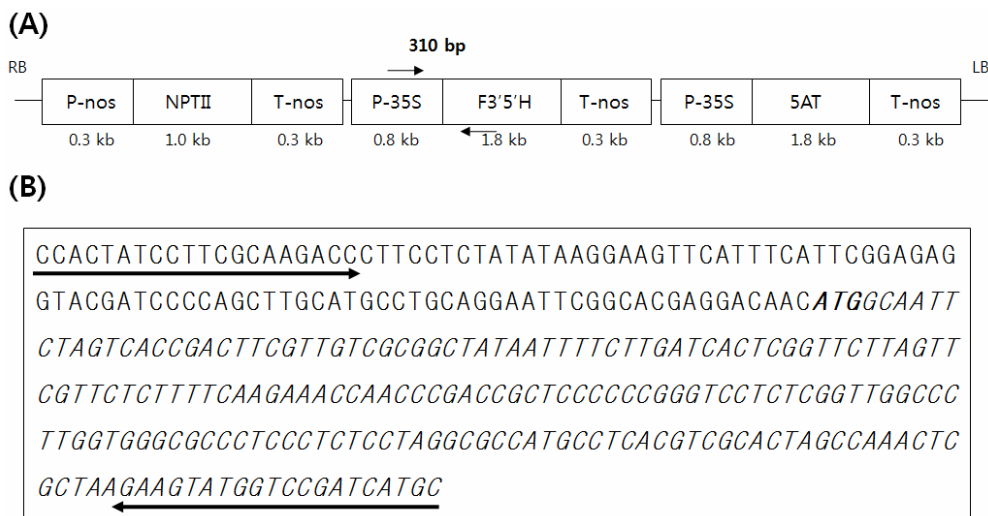 (A)
310 bp
RB
LB
P-nos NPTII T-nos P-35S F3'5'H T-nos P-35S 5AT T-nos
0.3 kb 1.0 kb 0.3 kb 0.8 kb 1.8 kb 0.3 kb 0.8 kb 1.8 kb 0.3 kb
(B)
CCACTATCCTTCGCAAGACCCTTCCTCTATATAAGGAAGTTCATTTCATTCGGAGAG
GTACGATCCCCAGCTTGCATGCCTGCAGGAATTCGGCACGAGGACAACATGGCAATT
CTAGTCACCGACTTCGTTGTCGCGGCTATAATTTTCTTGATCACTCGGTTCTTAGTT
CGTTCTCTTTTCAAGAAACCAACCCGACCGCTCCCCCCGGGTCCTCTCGGTTGGCCC
TTGGTGGGCGCCCTCCCTCTCCTAGGCGCCATGCCTCACGTCGCACTAGCCAAACTC
GCTAAGAAGTATGGTCCGATCATGC